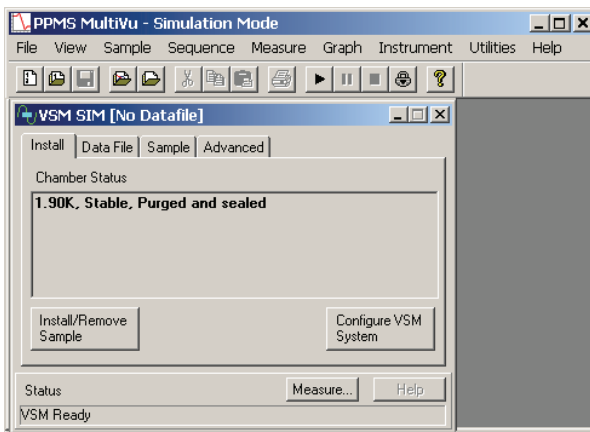 PPMS MultiVu - Simulation Mode
File View Sample Sequence Measure Graph Instrument Utilities Help
VSM SIM [No Datafile]
Install Data File Sample Advanced
Chamber Status
1.90K, Stable, Purged and sealed
Install/Remove Configure VSM
Sample System
Status Measure... Help
VSM Ready